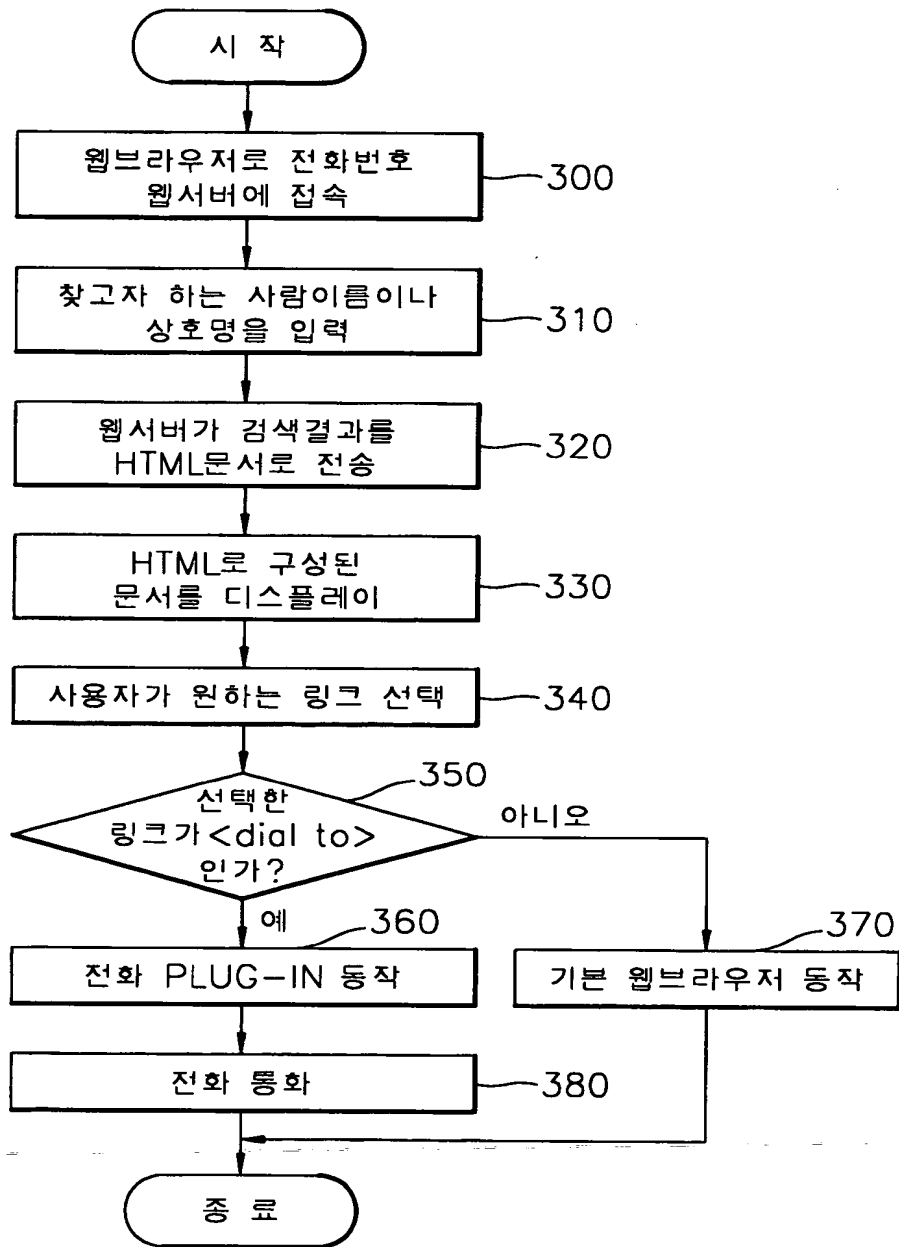 시 작
웹브라우저로 전화번호
웹서버에 접속
300
찾고자 하는 사람이름이나
상호명을 입력
310
웹서버가 검색결과를
HTML문서로 전송
320
HTML로 구성된
문서를 디스플레이
330
사용자가 원하는 링크 선택
340
350
선택한
링크가<dial to>
인가?
아니오
예
360
전화 PLUG-IN 동작
370
기본 웹브라우저 동작
전화 통화
380
종 료